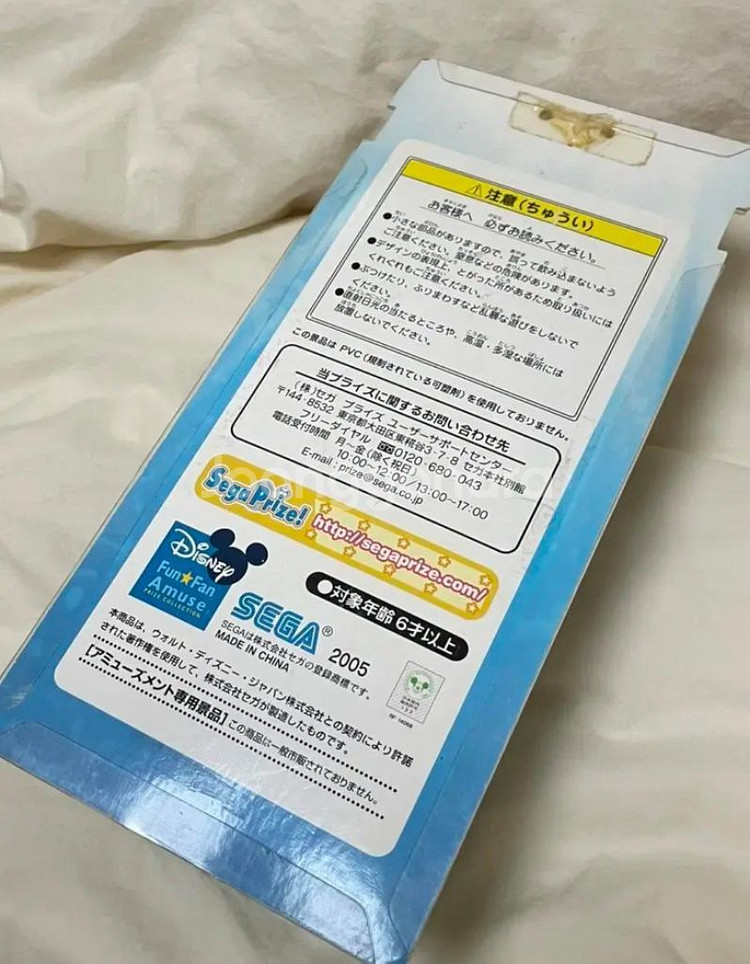 ⚠注意(ちゅうい)
お客様へ 必ずお読みください。
●小さな部品がありますので、誤って飲み込まないよう
ご注意ください。窒息などの危険があります。
●デザインの表現上、とがった所があるため取り扱いには
くれぐれもご注意ください。
●ぶつけたり、ふりまわすなど乱暴な遊びをしないで
ください。
●直射日光の当たるところや、高温・多湿な場所には
放置しないでください。
この景品は PVC(規制されている可塑剤)を使用しておりません。
当プライズに関するお問い合わせ先
(株)セガ プライズ ユーザーサポートセンター
〒144-8532 東京都大田区東糀谷3-7-8 セガ本社別館
フリーダイヤル 0120-680-043
電話受付時間 月〜金(除く祝日)
10:00~12:00/13:00~17:00
E-mail : prize@sega.co.jp
Sega Prize! http://segaprize.com/
DISNEY
Fun★Fan
Amuse
PRIZE COLLECTION
●対象年齢 6才以上
SEGA® 2005
SEGAは株式会社セガの登録商標です。
MADE IN CHINA
本商品は、ウォルト・ディズニー・ジャパン株式会社との契約により許諾
された著作権を使用して、株式会社セガが製造したものです。
[アミューズメント専用景品]この商品は一般市販されておりません。